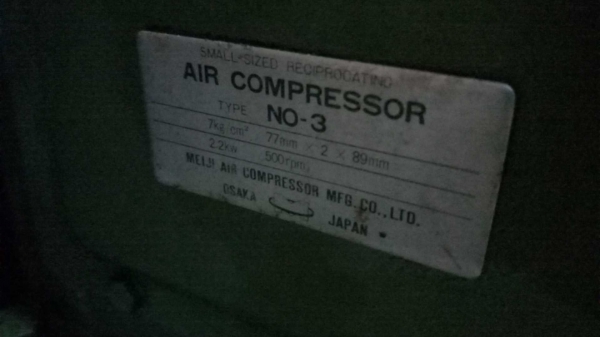 SMALL-SIZED RECIPROCATING
AIR COMPRESSOR
TYPE NO-3
7kg cm² 77mm × 2 × 89mm
2.2kw 500rpm
MEIJI AIR COMPRESSOR MFG. CO., LTD.
OSAKA JAPAN